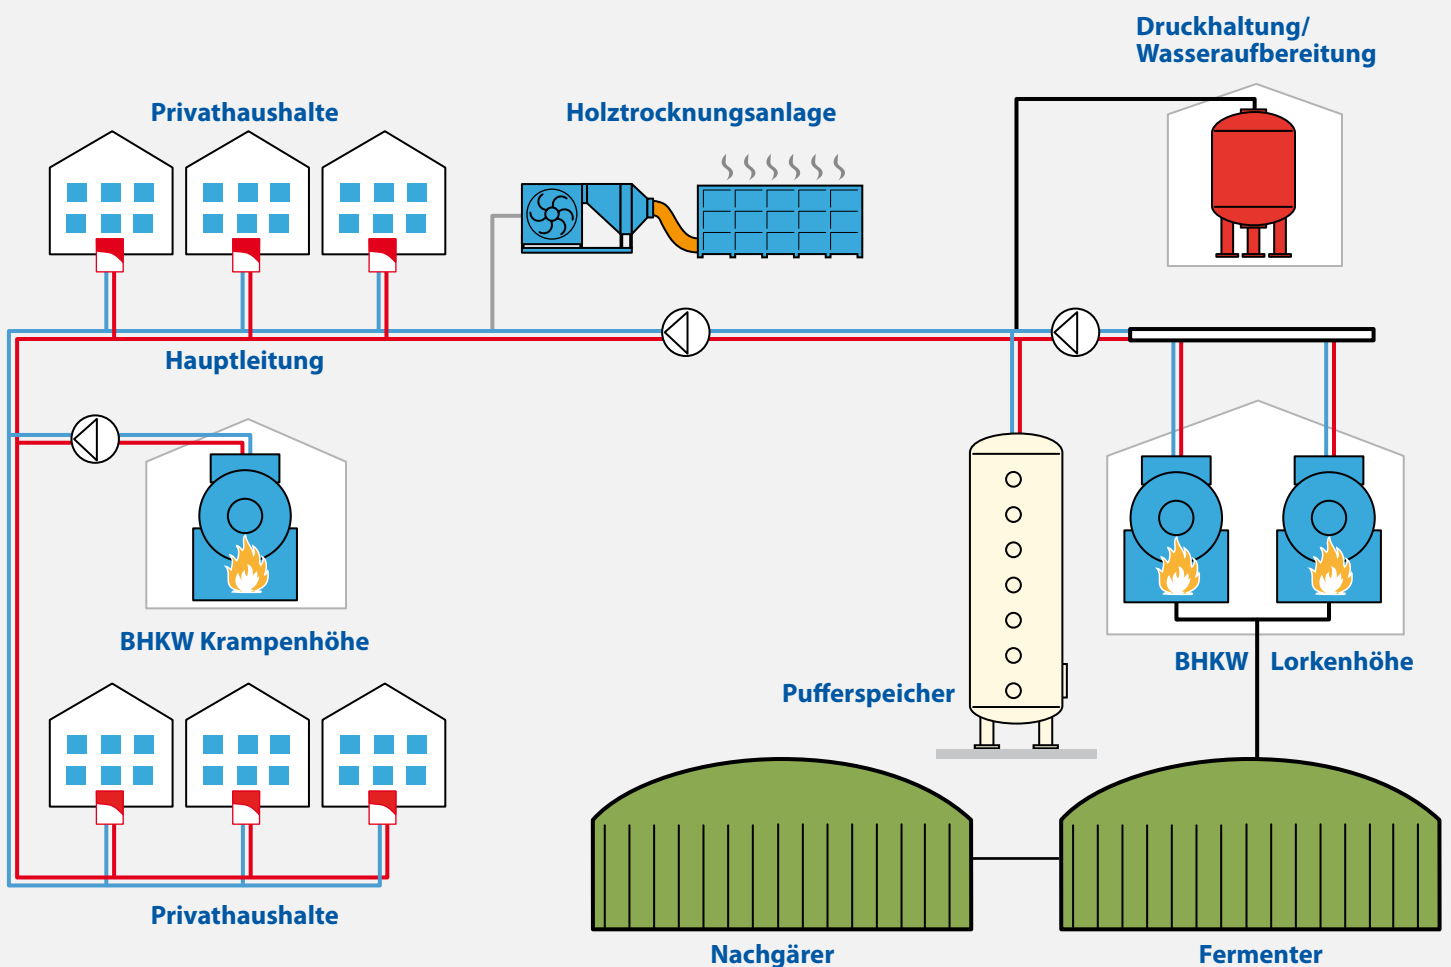 Druckhaltung/
Wasseraufbereitung
Privathaushalte
Holztrocknungsanlage
Hauptleitung
BHKW Krampenhöhe
BHKW Lorkenhöhe
Pufferspeicher
Privathaushalte
Nachgärer
Fermenter